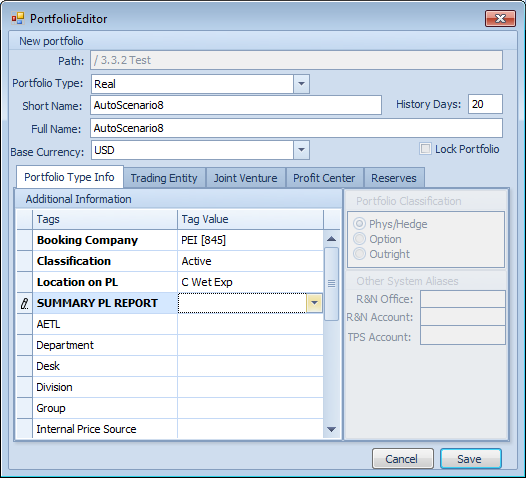 PortfolioEditor
New portfolio
Path: / 3.3.2 Test
Portfolio Type: Real
Short Name: AutoScenario8 History Days: 20
Full Name: AutoScenario8
Base Currency: USD Lock Portfolio
Portfolio Type Info Trading Entity Joint Venture Profit Center Reserves
Additional Information
Tags Tag Value
Booking Company PEI [845]
Classification Active
Location on PL C Wet Exp
SUMMARY PL REPORT
AETL
Department
Desk
Division
Group
Internal Price Source
Portfolio Classification
Phys/Hedge
Option
Outright
Other System Aliases
R&N Office:
R&N Account:
TPS Account:
Cancel Save